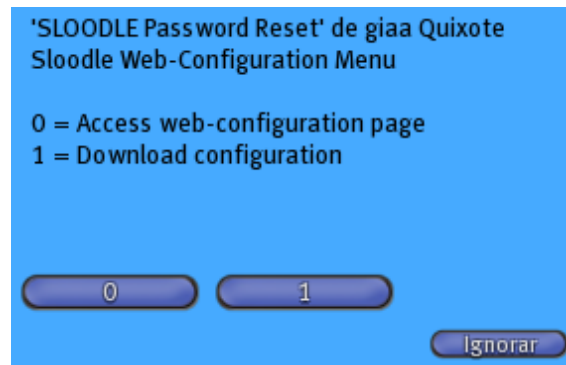 'SLOODLE Password Reset' de giaa Quixote
Sloodle Web-Configuration Menu
0 = Access web-configuration page
1 = Download configuration
0 1
Ignorar